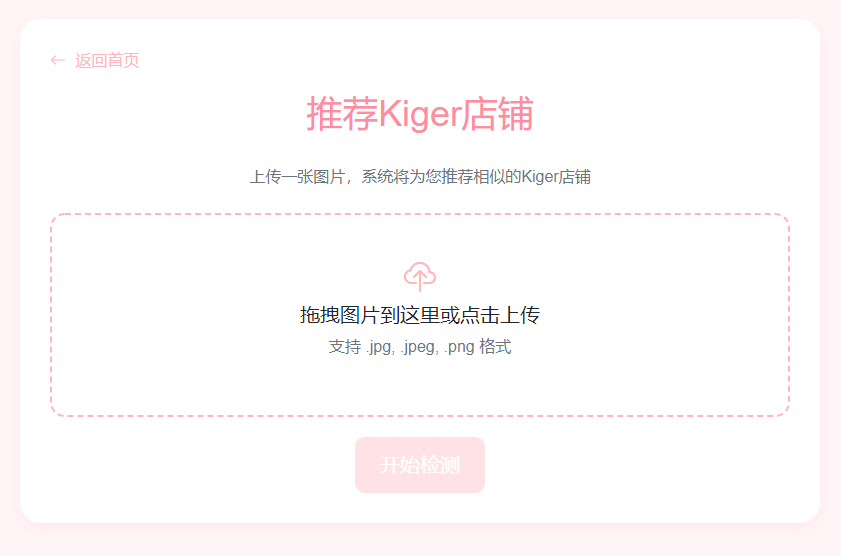 ← 返回首页
推荐Kiger店铺
上传一张图片，系统将为您推荐相似的Kiger店铺
拖拽图片到这里或点击上传
支持 .jpg, .jpeg, .png 格式
开始检测